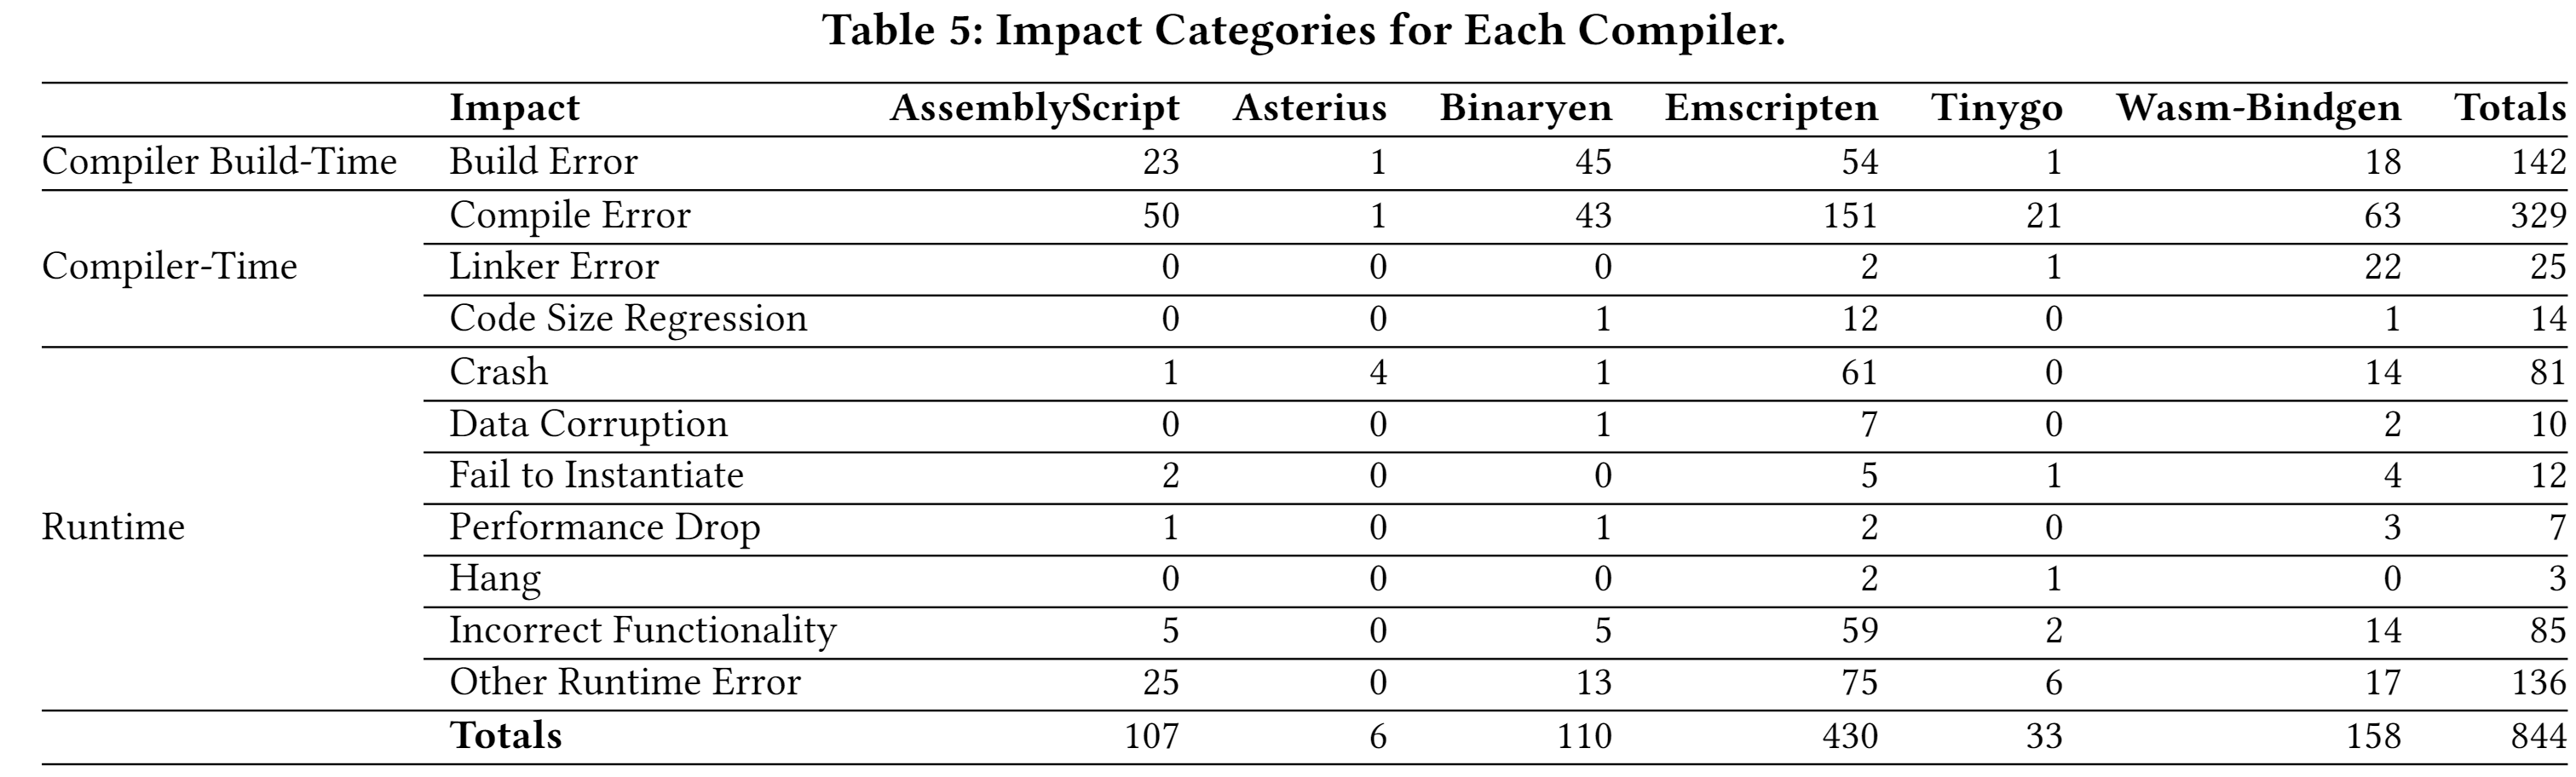 Table 5: Impact Categories for Each Compiler.
Impact AssemblyScript Asterius Binaryen Emscripten Tinygo Wasm-Bindgen Totals
Compiler Build-Time Build Error 23 1 45 54 1 18 142
Compile Error 50 1 43 151 21 63 329
Compiler-Time Linker Error 0 0 0 2 1 22 25
Code Size Regression 0 0 1 12 0 1 14
Crash 1 4 1 61 0 14 81
Data Corruption 0 0 1 7 0 2 10
Fail to Instantiate 2 0 0 5 1 4 12
Runtime Performance Drop 1 0 1 2 0 3 7
Hang 0 0 0 2 1 0 3
Incorrect Functionality 5 0 5 59 2 14 85
Other Runtime Error 25 0 13 75 6 17 136
Totals 107 6 110 430 33 158 844